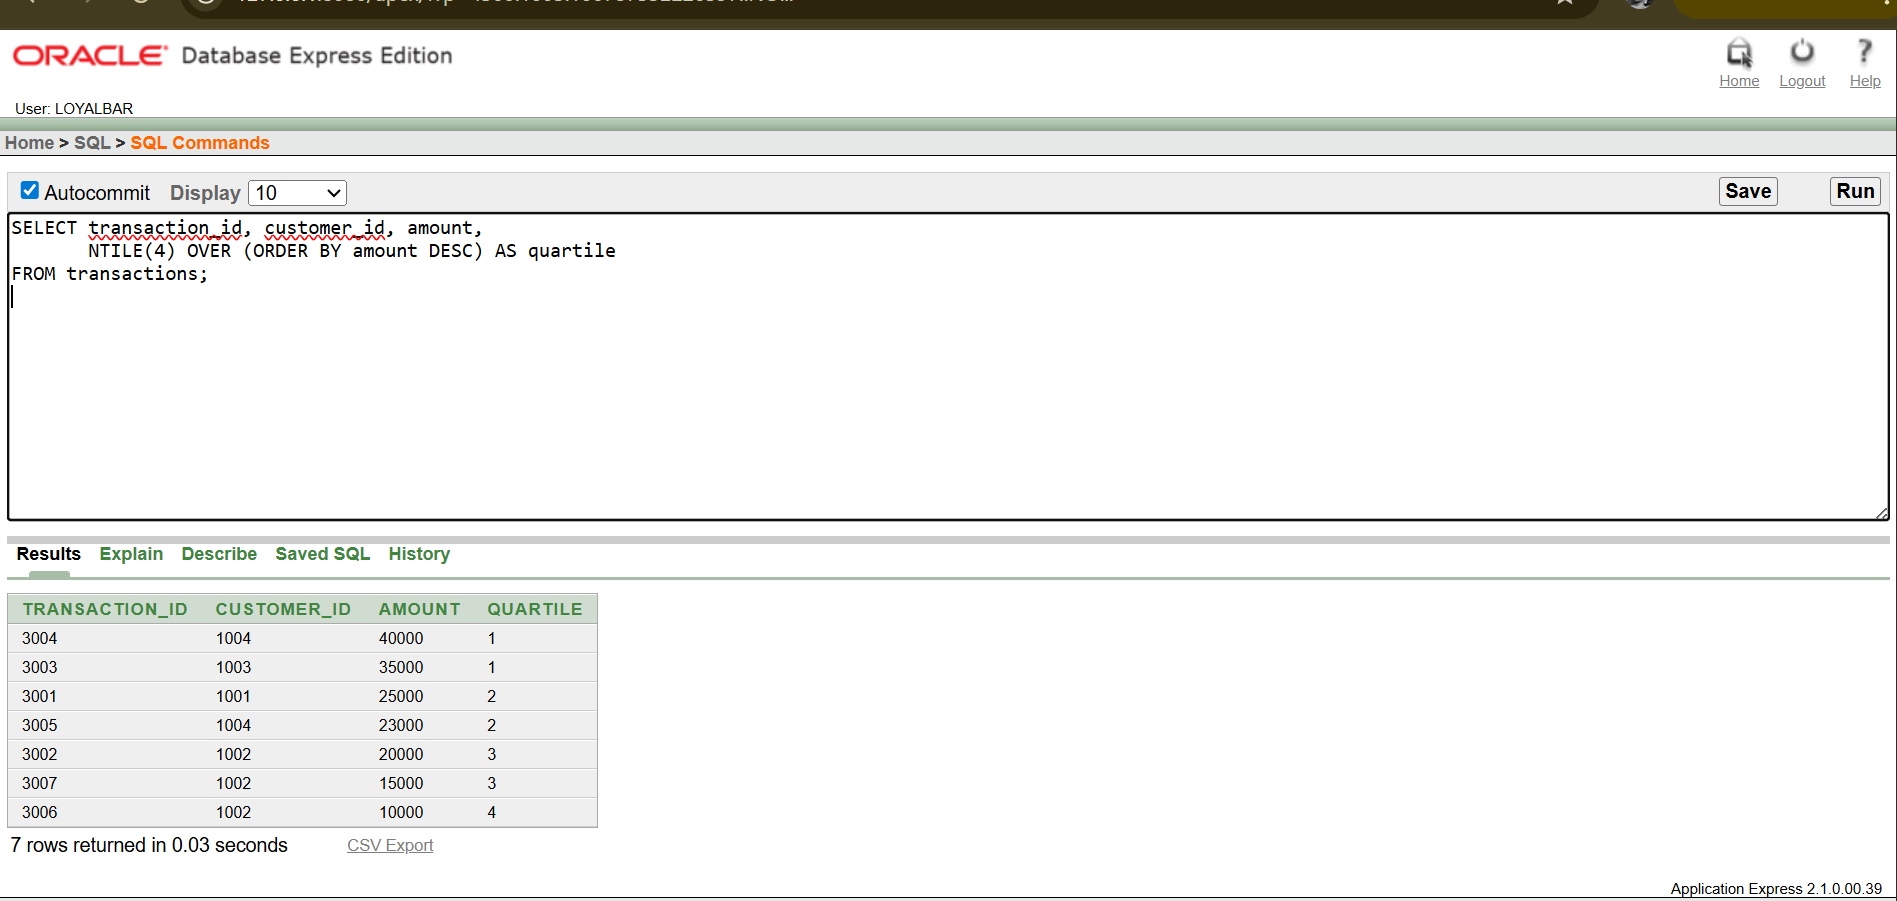 ORACLE Database Express Edition
Home Logout Help
User: LOYALBAR
Home > SQL > SQL Commands
Autocommit Display 10 Save Run
SELECT transaction_id, customer_id, amount,
NTILE(4) OVER (ORDER BY amount DESC) AS quartile
FROM transactions;
Results Explain Describe Saved SQL History
TRANSACTION_ID CUSTOMER_ID AMOUNT QUARTILE
3004 1004 40000 1
3003 1003 35000 1
3001 1001 25000 2
3005 1004 23000 2
3002 1002 20000 3
3007 1002 15000 3
3006 1002 10000 4
7 rows returned in 0.03 seconds CSV Export
Application Express 2.1.0.00.39